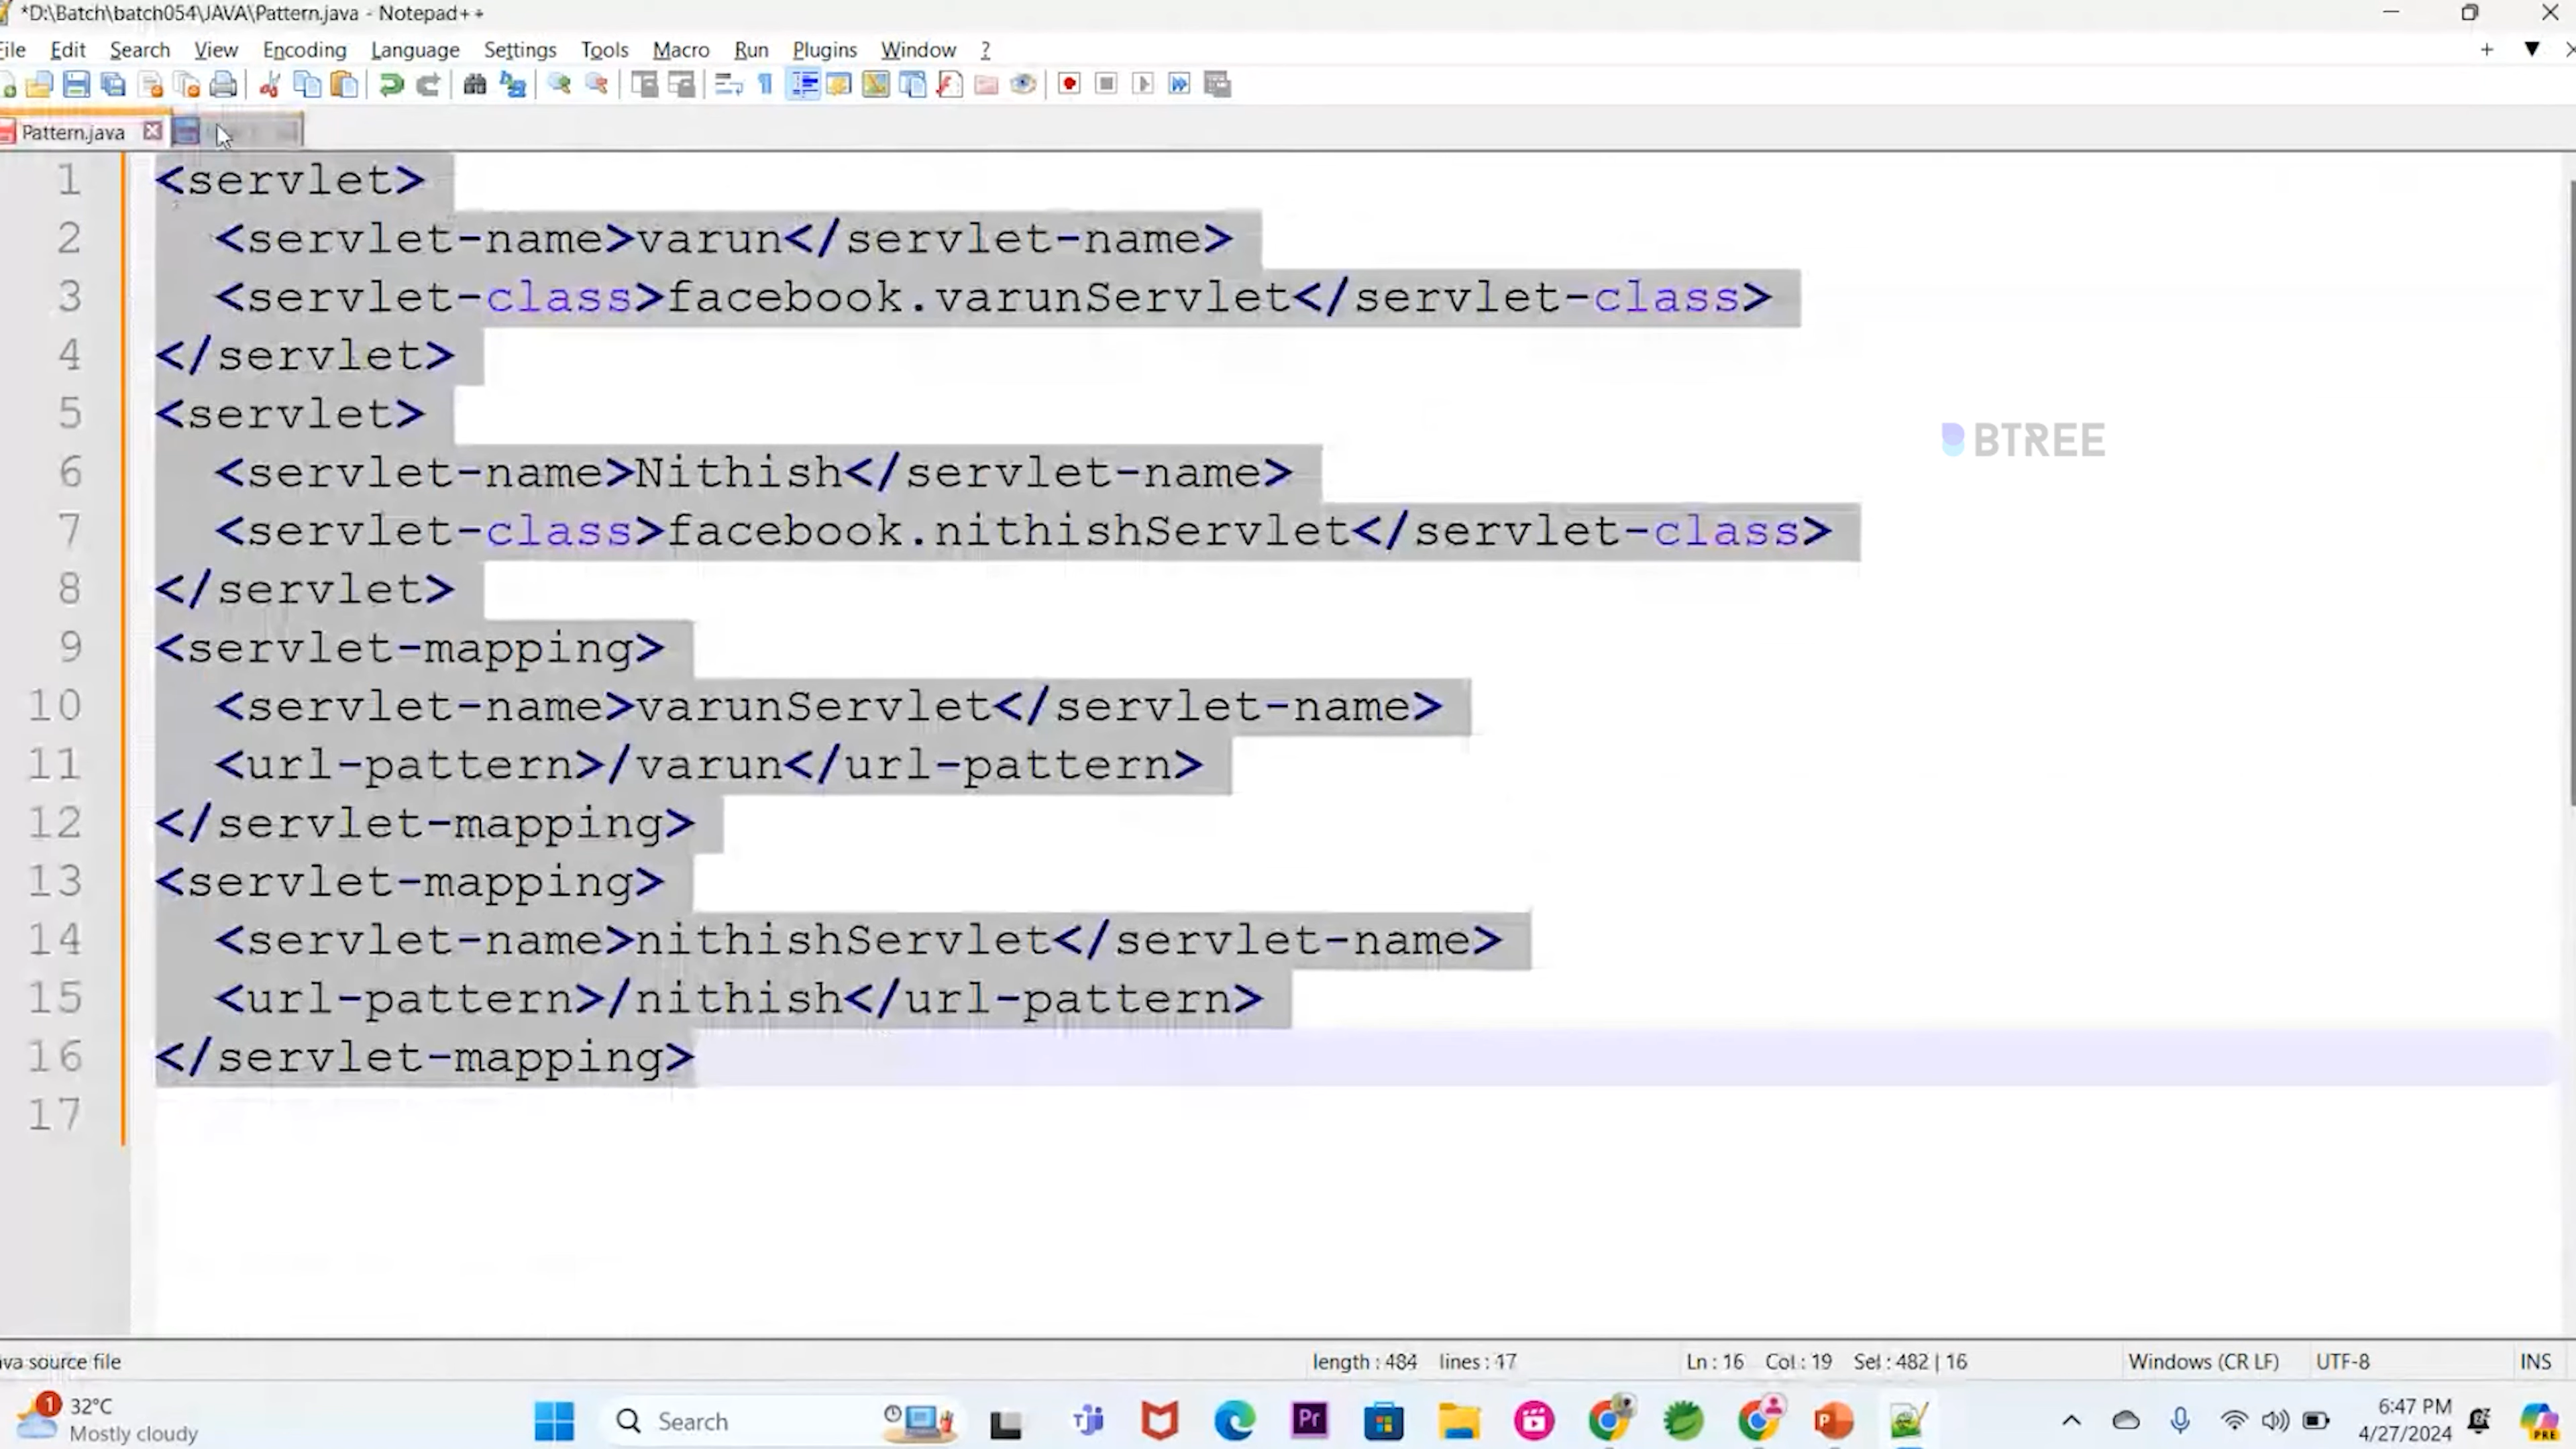 *D:\Batch\batch054\JAVA\Pattern.java - Notepad++
File Edit Search View Encoding Language Settings Tools Macro Run Plugins Window ?
Pattern.java
1 <servlet>
2 <servlet-name>varun</servlet-name>
3 <servlet-class>facebook.varunServlet</servlet-class>
4 </servlet>
5 <servlet>
6 <servlet-name>Nithish</servlet-name>
7 <servlet-class>facebook.nithishServlet</servlet-class>
8 </servlet>
9 <servlet-mapping>
10 <servlet-name>varunServlet</servlet-name>
11 <url-pattern>/varun</url-pattern>
12 </servlet-mapping>
13 <servlet-mapping>
14 <servlet-name>nithishServlet</servlet-name>
15 <url-pattern>/nithish</url-pattern>
16 </servlet-mapping>
17
BTREE
va source file length : 484 lines : 17 Ln : 16 Col : 19 Sel : 482 | 16 Windows (CR LF) UTF-8 INS
1 32°C
Mostly cloudy
Search
Pr
PRE
6:47 PM
4/27/2024